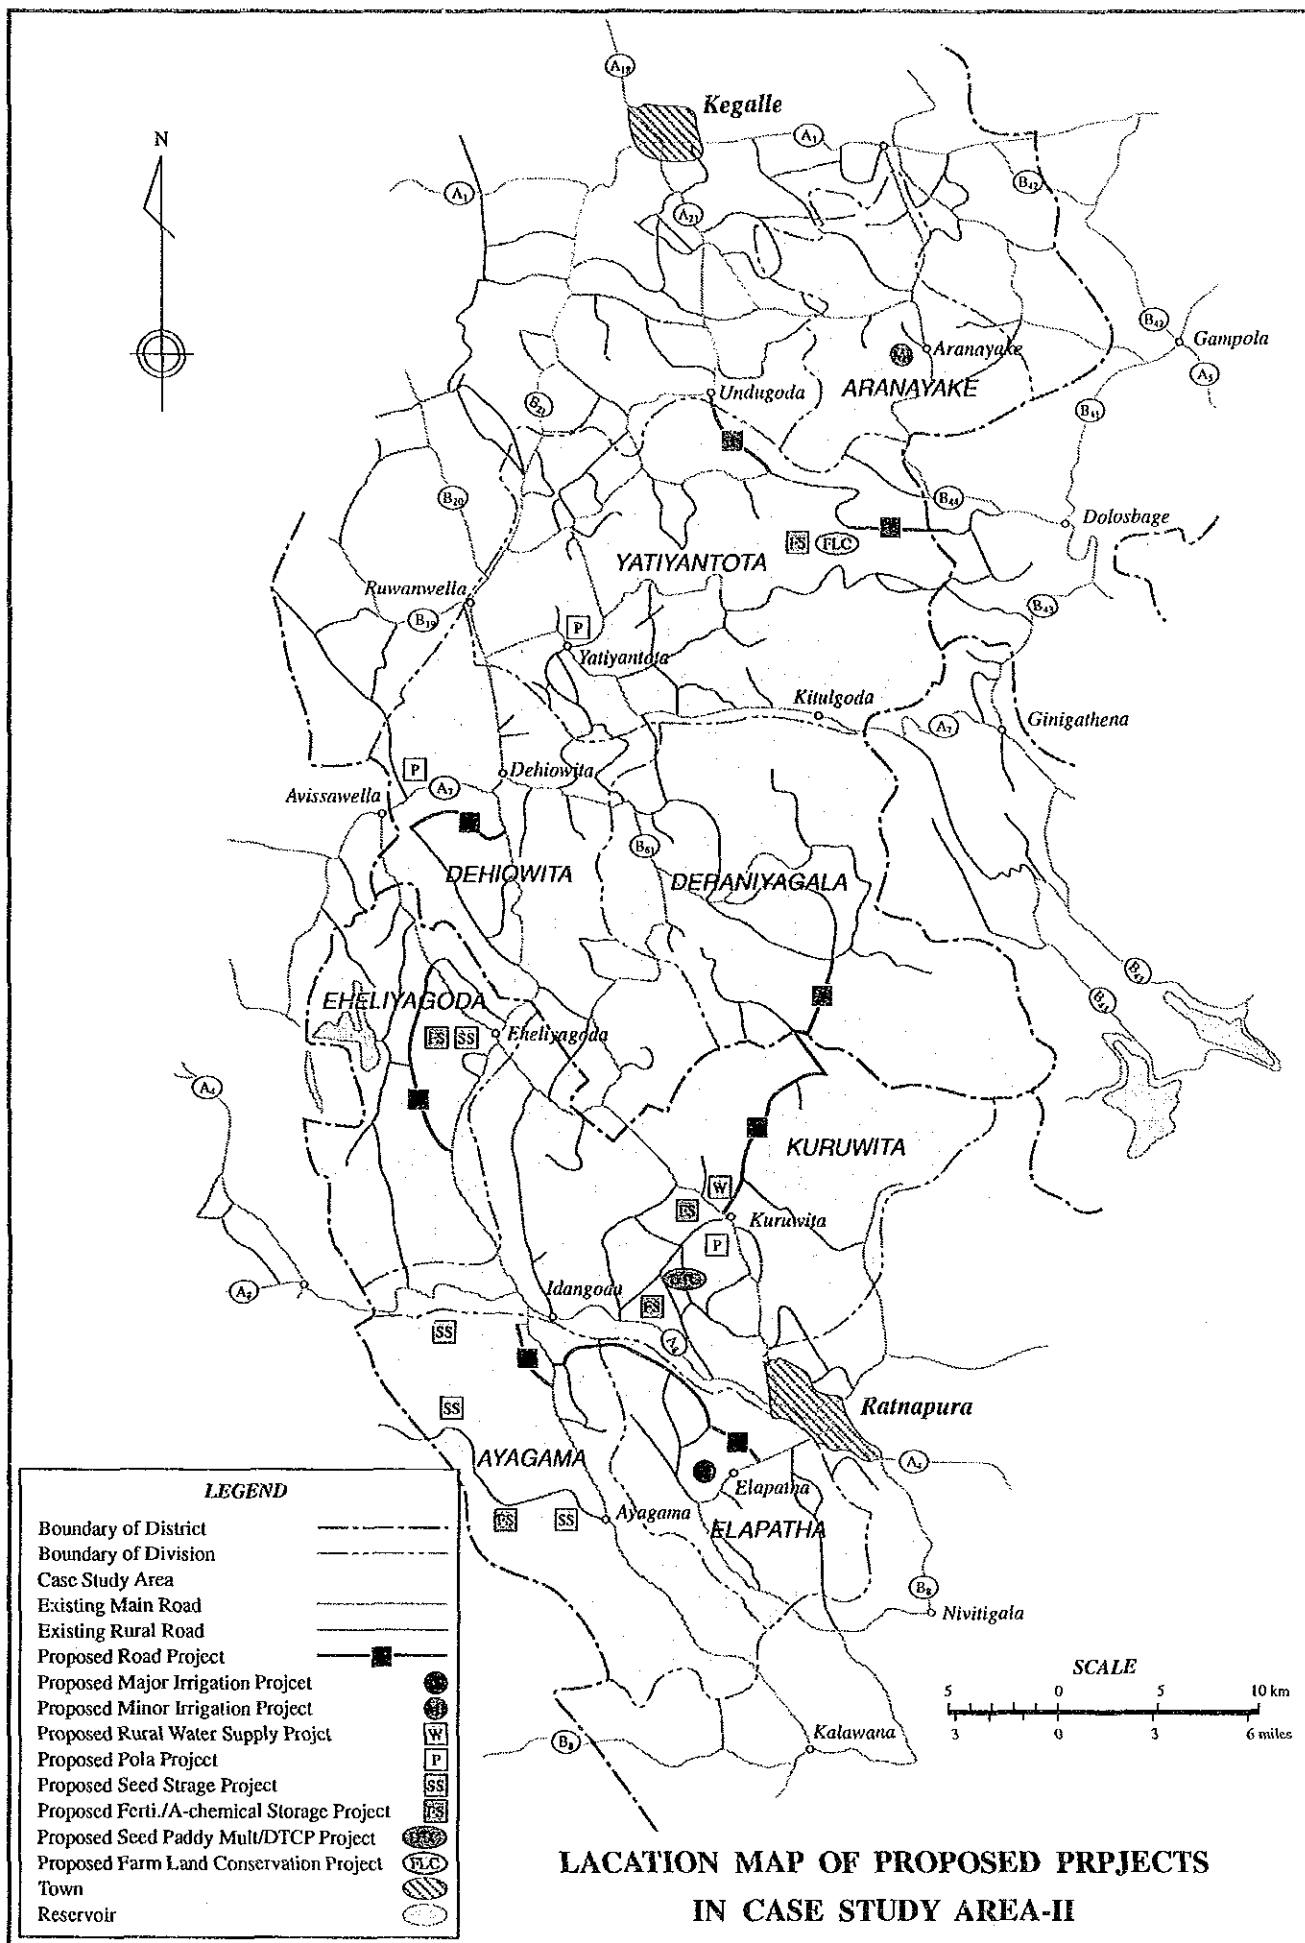 A19
Kegalle
N
A1
A1
B42
A21
B42
Gampola
Aranayake
A5
ARANAYAKE
Undugoda
B21
B43
B20
B44
Dolosbage
FS
FLC
YATIYANTOTA
Ruwanwella
B43
B19
P
Yatiyantota
Kitulgoda
A7
Ginigathena
P
Dehiowita
A7
Avissawella
B61
DEHIOWITA
DERANIYAGALA
B43
EHELIYAGODA
FS
SS
Eheliyagoda
A4
KURUWITA
W
FS
Kuruwita
P
A8
Idangoda
FS
SS
A8
SS
Ratnapura
AYAGAMA
A4
Elapatha
FS
SS
Ayagama
ELAPATHA
B8
Nivitigala
SCALE
5 0 5 10 km
3 0 3 6 miles
Kalawana
B8
LEGEND
Boundary of District
Boundary of Division
Case Study Area
Existing Main Road
Existing Rural Road
Proposed Road Project
Proposed Major Irrigation Projcet
Proposed Minor Irrigation Project
Proposed Rural Water Supply Projct W
Proposed Pola Project P
Proposed Seed Strage Project SS
Proposed Ferti./A-chemical Storage Project FS
Proposed Seed Paddy Mult/DTCP Project
Proposed Farm Land Conservation Project FLC
Town
Reservoir
LACATION MAP OF PROPOSED PRPJECTS
IN CASE STUDY AREA-II